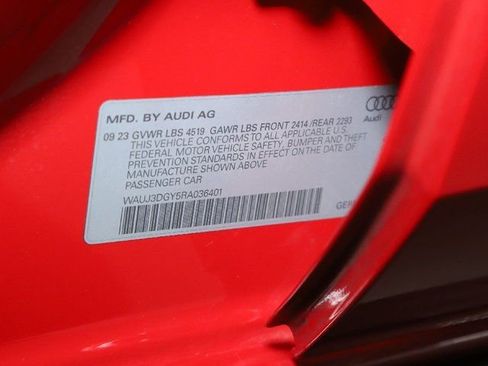 MFD. BY AUDI AG
09 23 GVWR LBS 4519 GAWR LBS FRONT 2414 /REAR 2293
THIS VEHICLE CONFORMS TO ALL APPLICABLE U.S.
FEDERAL MOTOR VEHICLE SAFETY, BUMPER AND THEFT
PREVENTION STANDARDS IN EFFECT ON THE DATE OF
MANUFACTURE SHOWN ABOVE
PASSENGER CAR
WAUJ3DGY5RA036401
Audi
GER